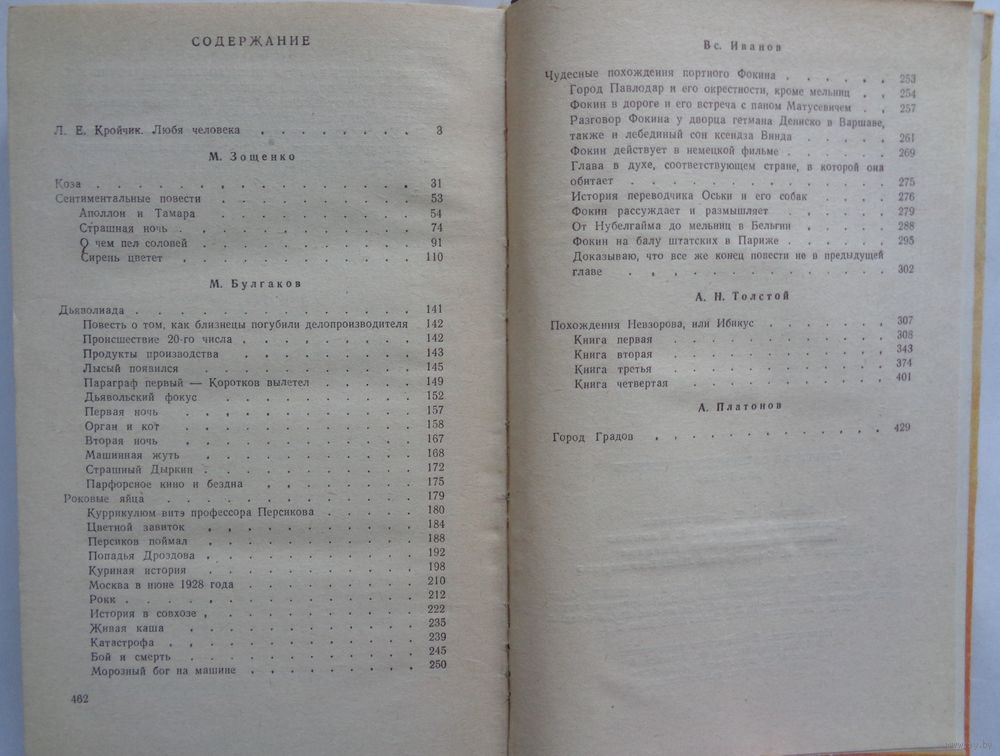 СОДЕРЖАНИЕ
Л. Е. Кройчик. Любя человека . . . . . . . . 3
М. Зощенко
Коза . . . . . . . . . . . . . . . 31
Сентиментальные повести . . . . . . . . . 53
Аполлон и Тамара . . . . . . . . . . 54
Страшная ночь . . . . . . . . . . . 74
О чем пел соловей . . . . . . . . . . 91
Сирень цветет . . . . . . . . . . . 110
М. Булгаков
Дьяволиада . . . . . . . . . . . . . 141
Повесть о том, как близнецы погубили делопроизводителя 142
Происшествие 20-го числа . . . . . . . . 142
Продукты производства . . . . . . . . . 143
Лысый появился . . . . . . . . . . 145
Параграф первый — Коротков вылетел . . . . . 149
Дьявольский фокус . . . . . . . . . . 152
Первая ночь . . . . . . . . . . . 157
Орган и кот . . . . . . . . . . . 158
Вторая ночь . . . . . . . . . . . 167
Машинная жуть . . . . . . . . . . 168
Страшный Дыркин . . . . . . . . . . 172
Парфорсное кино и бездна . . . . . . . 175
Роковые яйца . . . . . . . . . . . . 179
Куррикулюм витэ профессора Персикова . . . . . 180
Цветной завиток . . . . . . . . . . 184
Персиков поймал . . . . . . . . . . 188
Попадья Дроздова . . . . . . . . . . 192
Куриная история . . . . . . . . . . 198
Москва в июне 1928 года . . . . . . . . 210
Рокк . . . . . . . . . . . . . 212
История в совхозе . . . . . . . . . . 222
Живая каша . . . . . . . . . . . 235
Катастрофа . . . . . . . . . . . 239
Бой и смерть . . . . . . . . . . . 245
Морозный бог на машине . . . . . . . . 250
462
Вс. Иванов
Чудесные похождения портного Фокина . . . . . . 253
Город Павлодар и его окрестности, кроме мельниц . . 254
Фокин в дороге и его встреча с паном Матусевичем . . 257
Разговор Фокина у дворца гетмана Дениско в Варшаве,
также и лебединый сон ксендза Винда . . . . . 261
Фокин действует в немецкой фильме . . . . . . 269
Глава в духе, соответствующем стране, в которой она
обитает . . . . . . . . . . . . 275
История переводчика Оськи и его собак . . . . 276
Фокин рассуждает и размышляет . . . . . . 279
От Нубелгайма до мельниц в Бельгии . . . . . 288
Фокин на балу штатских в Париже . . . . . . 295
Доказываю, что все же конец повести не в предыдущей
главе . . . . . . . . . . . . . 302
А. Н. Толстой
Похождения Невзорова, или Ибикус . . . . . . . 307
Книга первая . . . . . . . . . . . 308
Книга вторая . . . . . . . . . . . 343
Книга третья . . . . . . . . . . . 374
Книга четвертая . . . . . . . . . . 401
А. Платонов
Город Градов . . . . . . . . . . . . 429